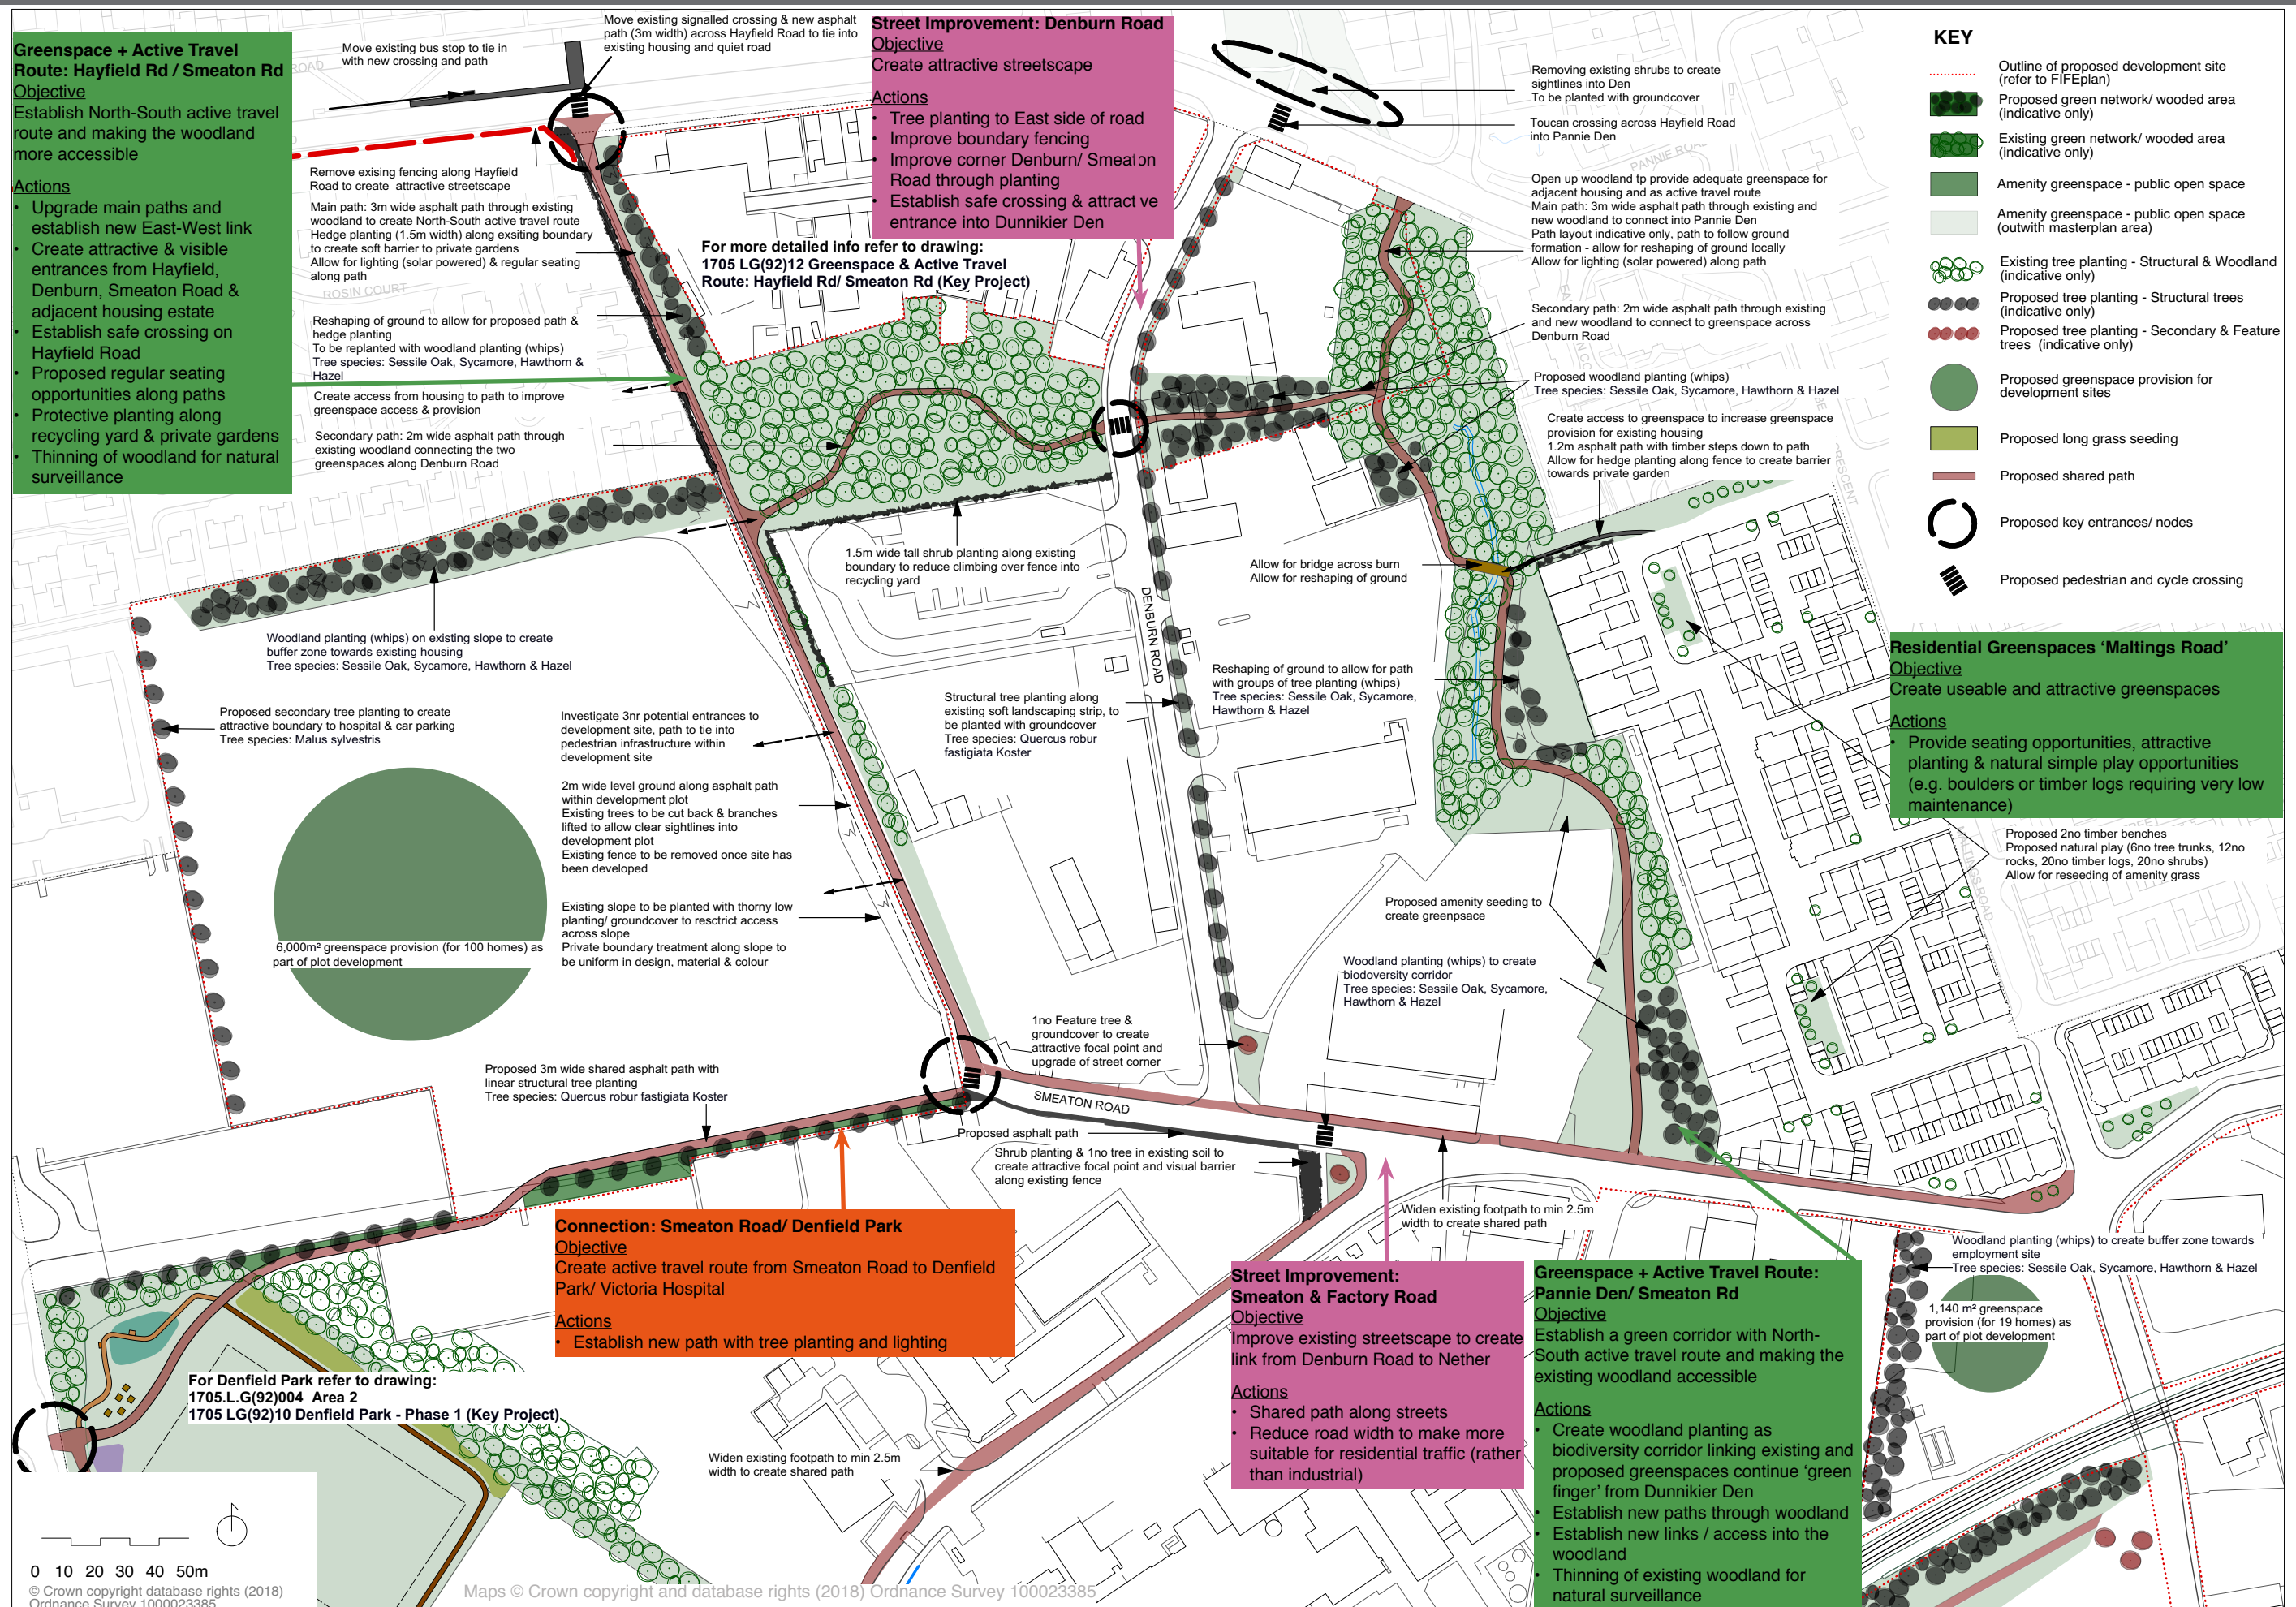 Greenspace + Active Travel
Route: Hayfield Rd / Smeaton Rd
Objective
Establish North-South active travel
route and making the woodland
more accessible
Actions
• Upgrade main paths and
establish new East-West link
• Create attractive & visible
entrances from Hayfield,
Denburn, Smeaton Road &
adjacent housing estate
• Establish safe crossing on
Hayfield Road
• Proposed regular seating
opportunities along paths
• Protective planting along
recycling yard & private gardens
• Thinning of woodland for natural
surveillance
Move existing bus stop to tie in
with new crossing and path
Move existing signalled crossing & new asphalt
path (3m width) across Hayfield Road to tie into
existing housing and quiet road
ROAD
Remove exising fencing along Hayfield
Road to create attractive streetscape
Main path: 3m wide asphalt path through existing
woodland to create North-South active travel route
Hedge planting (1.5m width) along exsiting boundary
to create soft barrier to private gardens
Allow for lighting (solar powered) & regular seating
along path
ROSIN COURT
Reshaping of ground to allow for proposed path &
hedge planting
To be replanted with woodland planting (whips)
Tree species: Sessile Oak, Sycamore, Hawthorn &
Hazel
Create access from housing to path to improve
greenspace access & provision
Secondary path: 2m wide asphalt path through
existing woodland connecting the two
greenspaces along Denburn Road
Street Improvement: Denburn Road
Objective
Create attractive streetscape
Actions
• Tree planting to East side of road
• Improve boundary fencing
• Improve corner Denburn/ Smeaton
Road through planting
• Establish safe crossing & attractive
entrance into Dunnikier Den
For more detailed info refer to drawing:
1705 LG(92)12 Greenspace & Active Travel
Route: Hayfield Rd/ Smeaton Rd (Key Project)
Removing existing shrubs to create
sightlines into Den
To be planted with groundcover
Toucan crossing across Hayfield Road
into Pannie Den
PANNIE ROAD
Open up woodland tp provide adequate greenspace for
adjacent housing and as active travel route
Main path: 3m wide asphalt path through existing and
new woodland to connect into Pannie Den
Path layout indicative only, path to follow ground
formation - allow for reshaping of ground locally
Allow for lighting (solar powered) along path
Secondary path: 2m wide asphalt path through existing
and new woodland to connect to greenspace across
Denburn Road
Proposed woodland planting (whips)
Tree species: Sessile Oak, Sycamore, Hawthorn & Hazel
Create access to greenspace to increase greenspace
provision for existing housing
1.2m asphalt path with timber steps down to path
Allow for hedge planting along fence to create barrier
towards private garden
KEY
Outline of proposed development site
(refer to FIFEplan)
Proposed green network/ wooded area
(indicative only)
Existing green network/ wooded area
(indicative only)
Amenity greenspace - public open space
Amenity greenspace - public open space
(outwith masterplan area)
Existing tree planting - Structural & Woodland
(indicative only)
Proposed tree planting - Structural trees
(indicative only)
Proposed tree planting - Secondary & Feature
trees (indicative only)
Proposed greenspace provision for
development sites
Proposed long grass seeding
Proposed shared path
Proposed key entrances/ nodes
Proposed pedestrian and cycle crossing
Residential Greenspaces ‘Maltings Road’
Objective
Create useable and attractive greenspaces
Actions
• Provide seating opportunities, attractive
planting & natural simple play opportunities
(e.g. boulders or timber logs requiring very low
maintenance)
Proposed 2no timber benches
Proposed natural play (6no tree trunks, 12no
rocks, 20no timber logs, 20no shrubs)
Allow for reseeding of amenity grass
1.5m wide tall shrub planting along existing
boundary to reduce climbing over fence into
recycling yard
Allow for bridge across burn
Allow for reshaping of ground
DENBURN ROAD
Woodland planting (whips) on existing slope to create
buffer zone towards existing housing
Tree species: Sessile Oak, Sycamore, Hawthorn & Hazel
Proposed secondary tree planting to create
attractive boundary to hospital & car parking
Tree species: Malus sylvestris
Investigate 3nr potential entrances to
development site, path to tie into
pedestrian infrastructure within
development site
2m wide level ground along asphalt path
within development plot
Existing trees to be cut back & branches
lifted to allow clear sightlines into
development plot
Existing fence to be removed once site has
been developed
Existing slope to be planted with thorny low
planting/ groundcover to resctrict access
across slope
Private boundary treatment along slope to
be uniform in design, material & colour
Structural tree planting along
existing soft landscaping strip, to
be planted with groundcover
Tree species: Quercus robur
fastigiata Koster
Reshaping of ground to allow for path
with groups of tree planting (whips)
Tree species: Sessile Oak, Sycamore,
Hawthorn & Hazel
6,000m² greenspace provision (for 100 homes) as
part of plot development
Proposed amenity seeding to
create greenpsace
Woodland planting (whips) to create
biodoversity corridor
Tree species: Sessile Oak, Sycamore,
Hawthorn & Hazel
1no Feature tree &
groundcover to create
attractive focal point and
upgrade of street corner
Proposed 3m wide shared asphalt path with
linear structural tree planting
Tree species: Quercus robur fastigiata Koster
SMEATON ROAD
Proposed asphalt path
Shrub planting & 1no tree in existing soil to
create attractive focal point and visual barrier
along existing fence
Widen existing footpath to min 2.5m
width to create shared path
Connection: Smeaton Road/ Denfield Park
Objective
Create active travel route from Smeaton Road to Denfield
Park/ Victoria Hospital
Actions
• Establish new path with tree planting and lighting
Street Improvement:
Smeaton & Factory Road
Objective
Improve existing streetscape to create
link from Denburn Road to Nether
Actions
• Shared path along streets
• Reduce road width to make more
suitable for residential traffic (rather
than industrial)
Greenspace + Active Travel Route:
Pannie Den/ Smeaton Rd
Objective
Establish a green corridor with North-
South active travel route and making the
existing woodland accessible
Actions
• Create woodland planting as
biodiversity corridor linking existing and
proposed greenspaces continue ‘green
finger’ from Dunnikier Den
• Establish new paths through woodland
• Establish new links / access into the
woodland
• Thinning of existing woodland for
natural surveillance
Woodland planting (whips) to create buffer zone towards
employment site
Tree species: Sessile Oak, Sycamore, Hawthorn & Hazel
1,140 m² greenspace
provision (for 19 homes) as
part of plot development
For Denfield Park refer to drawing:
1705.L.G(92)004 Area 2
1705 LG(92)10 Denfield Park - Phase 1 (Key Project)
Widen existing footpath to min 2.5m
width to create shared path
0 10 20 30 40 50m
© Crown copyright database rights (2018)
Ordnance Survey 1000023385
Maps © Crown copyright and database rights (2018) Ordnance Survey 100023385